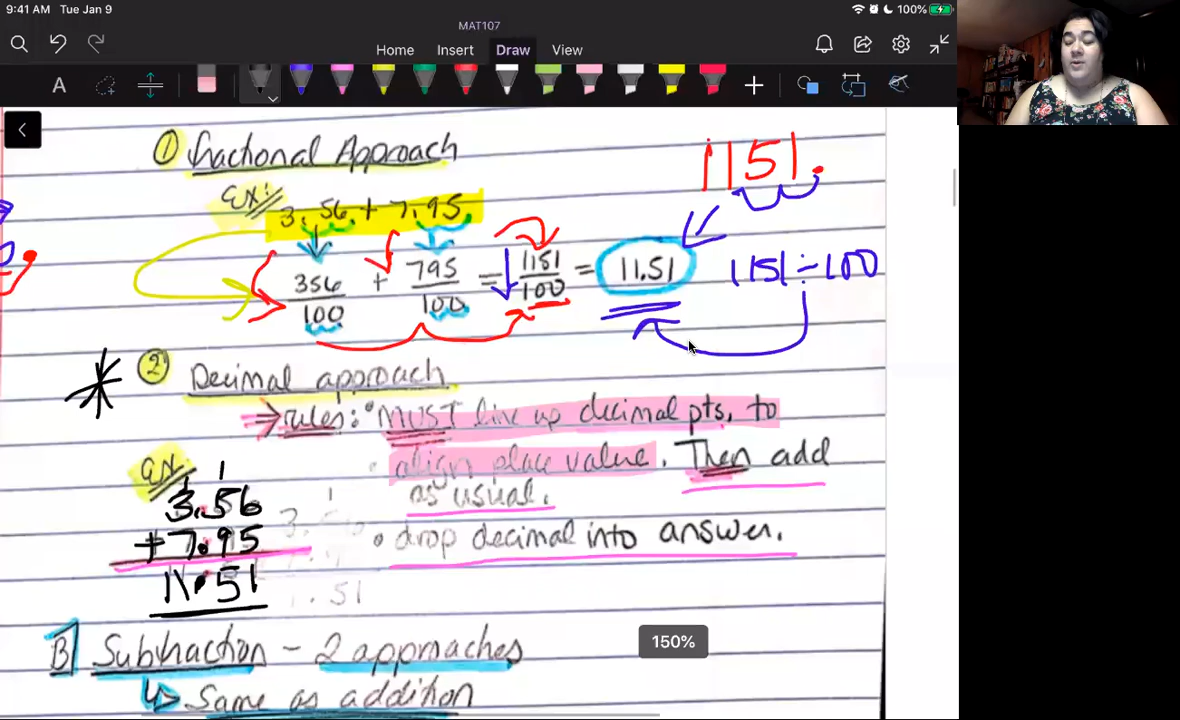 9:41 AM Tue Jan 9
100%
MAT107
Home Insert Draw View
① Fractional Approach
1151.
Ex:
3.56 + 7.95
356/100 + 795/100 = 1151/100 = 11.51
1151 ÷ 100
* ② Decimal approach
⇒ rules: • MUST line up decimal pts. to
• align place value. Then add
as usual.
Ex
1 1
3.56
+7.95
11.51
• drop decimal into answer.
150%
B Subtraction - 2 approaches
↳ Same as addition